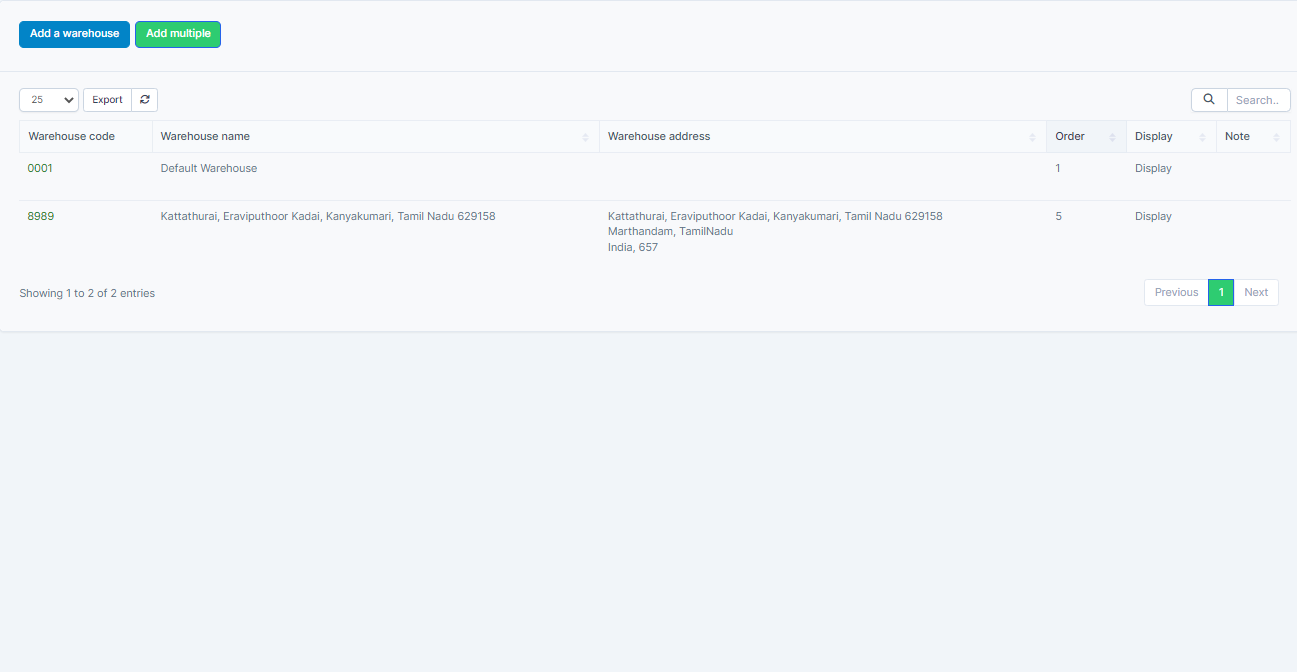 Add a warehouse Add multiple
25 Export Search..
Warehouse code Warehouse name Warehouse address Order Display Note
0001 Default Warehouse 1 Display
8989 Kattathurai, Eraviputhoor Kadai, Kanyakumari, Tamil Nadu 629158 Kattathurai, Eraviputhoor Kadai, Kanyakumari, Tamil Nadu 629158 5 Display
Marthandam, TamilNadu
India, 657
Showing 1 to 2 of 2 entries Previous 1 Next